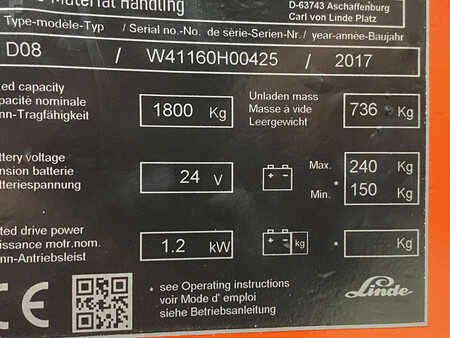 Material Handling
D-63743 Aschaffenburg
Carl von Linde Platz
Type-modèle-Typ / Serial no.-No. de série-Serien-Nr. / year-année-Baujahr
D08 / W41160H00425 / 2017
ed capacity
pacité nominale
nn-Tragfähigkeit
1800 Kg
Unladen mass
Masse à vide
Leergewicht
736 Kg
ttery voltage
nsion batterie
tteriespannung
24 V
Max. 240 Kg
Min. * 150 Kg
ted drive power
issance motr.nom.
nn-Antriebsleist
1.2 kW
kg
* Kg
* see Operating instructions
voir Mode d' emploi
siehe Betriebsanleitung
CE
Linde